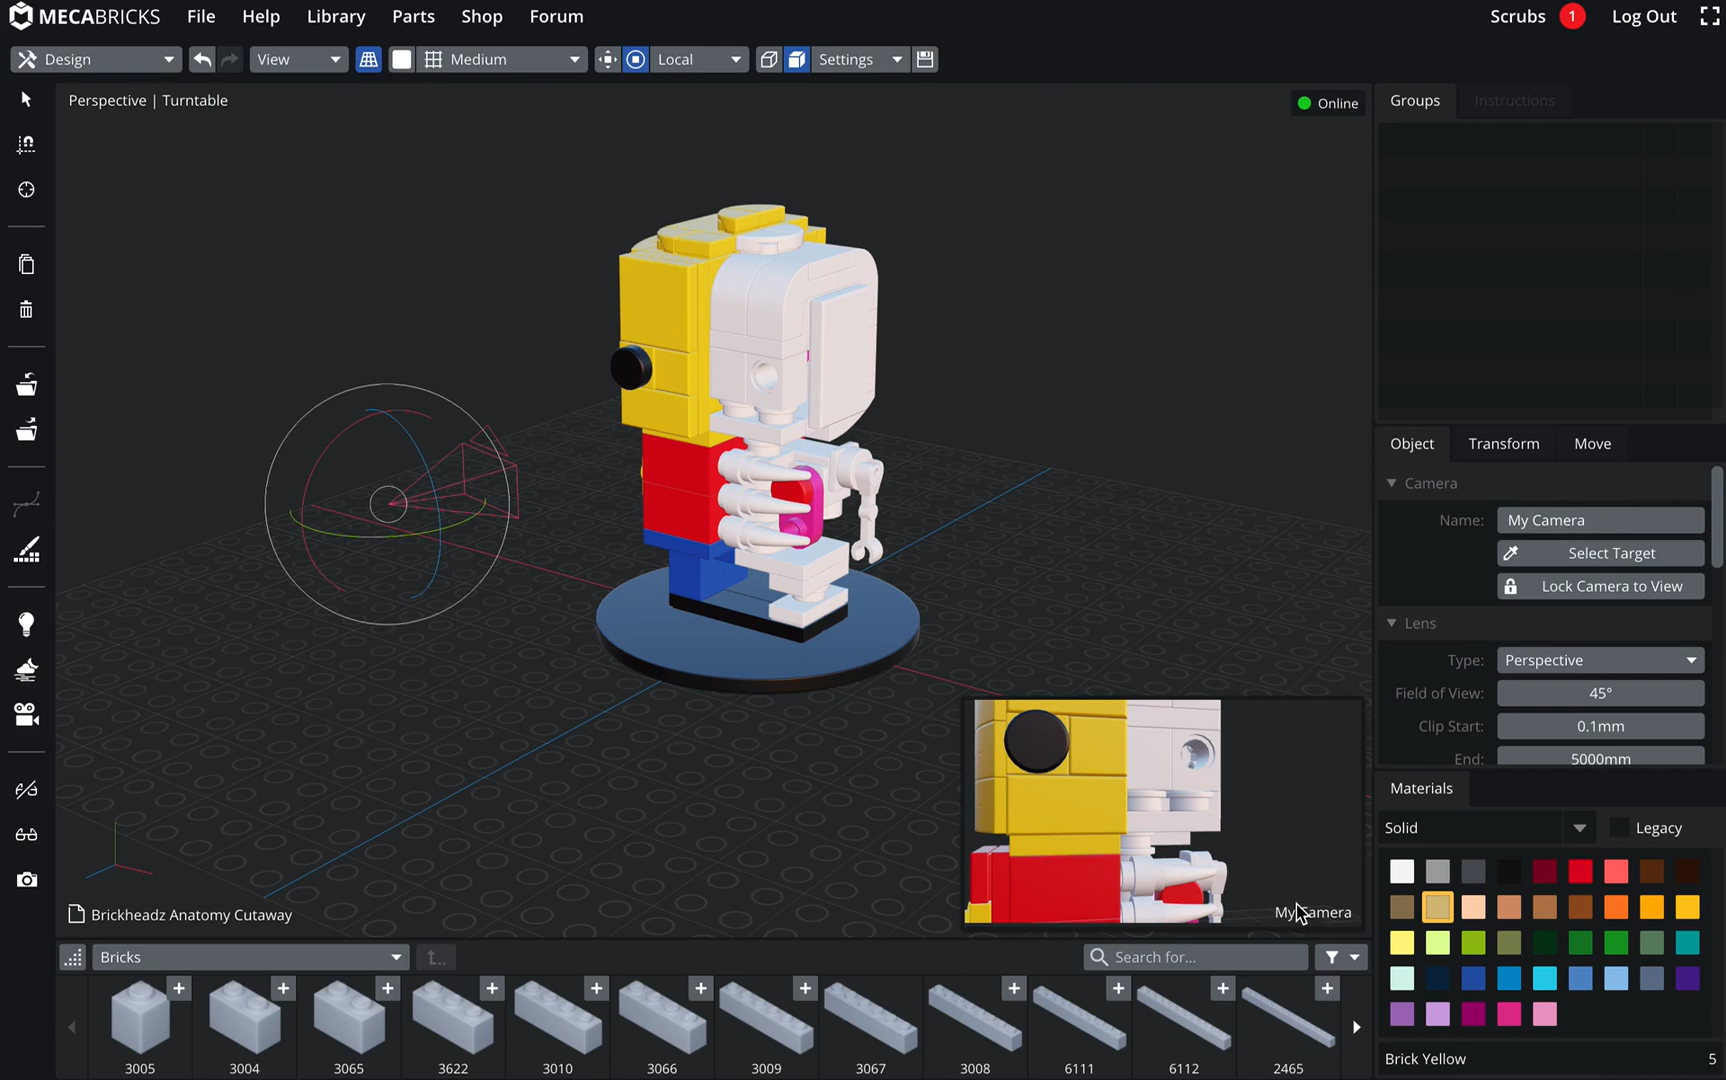 MECABRICKS File Help Library Parts Shop Forum Scrubs 1 Log Out
Design View Medium Local Settings
Perspective | Turntable
Online
Groups Instructions
Object Transform Move
Camera
Name: My Camera
Select Target
Lock Camera to View
Lens
Type: Perspective
Field of View: 45°
Clip Start: 0.1mm
End: 5000mm
Materials
Solid Legacy
Brickheadz Anatomy Cutaway
My Camera
Bricks Search for...
3005 3004 3065 3622 3010 3066 3009 3067 3008 6111 6112 2465
Brick Yellow 5